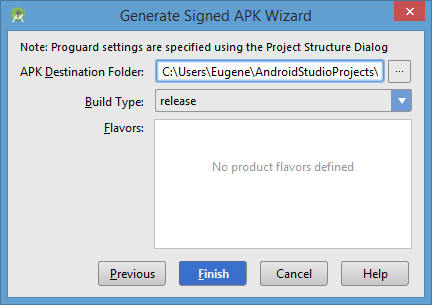 Generate Signed APK Wizard
Note: Proguard settings are specified using the Project Structure Dialog
APK Destination Folder: C:\Users\Eugene\AndroidStudioProjects\ ...
Build Type: release
Flavors:
No product flavors defined
Previous Finish Cancel Help